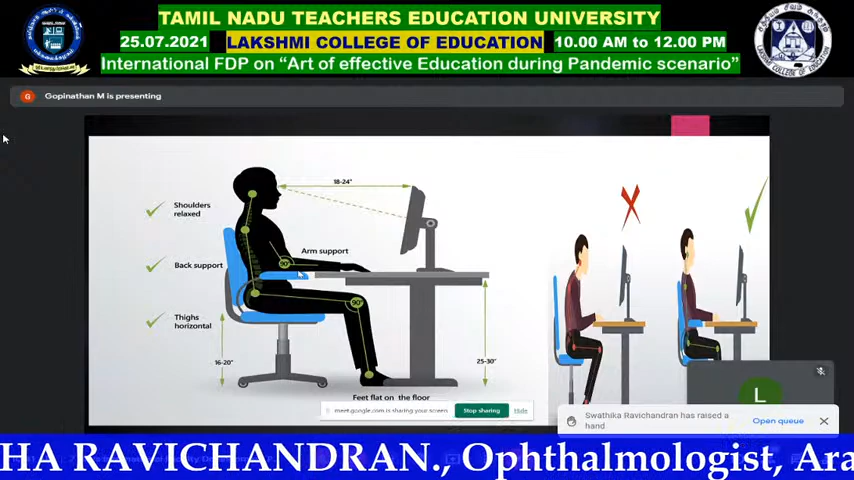 TAMIL NADU TEACHERS EDUCATION UNIVERSITY
25.07.2021 LAKSHMI COLLEGE OF EDUCATION 10.00 AM to 12.00 PM
International FDP on “Art of effective Education during Pandemic scenario”
G Gopinathan M is presenting
18-24"
Shoulders
relaxed
Arm support
90°
Back support
90°
Thighs
horizontal
16-20"
25-30"
Feet flat on the floor
L
meet.google.com is sharing your screen. Stop sharing Hide
Swathika Ravichandran has raised a
hand
Open queue
HA RAVICHANDRAN., Ophthalmologist, Ara